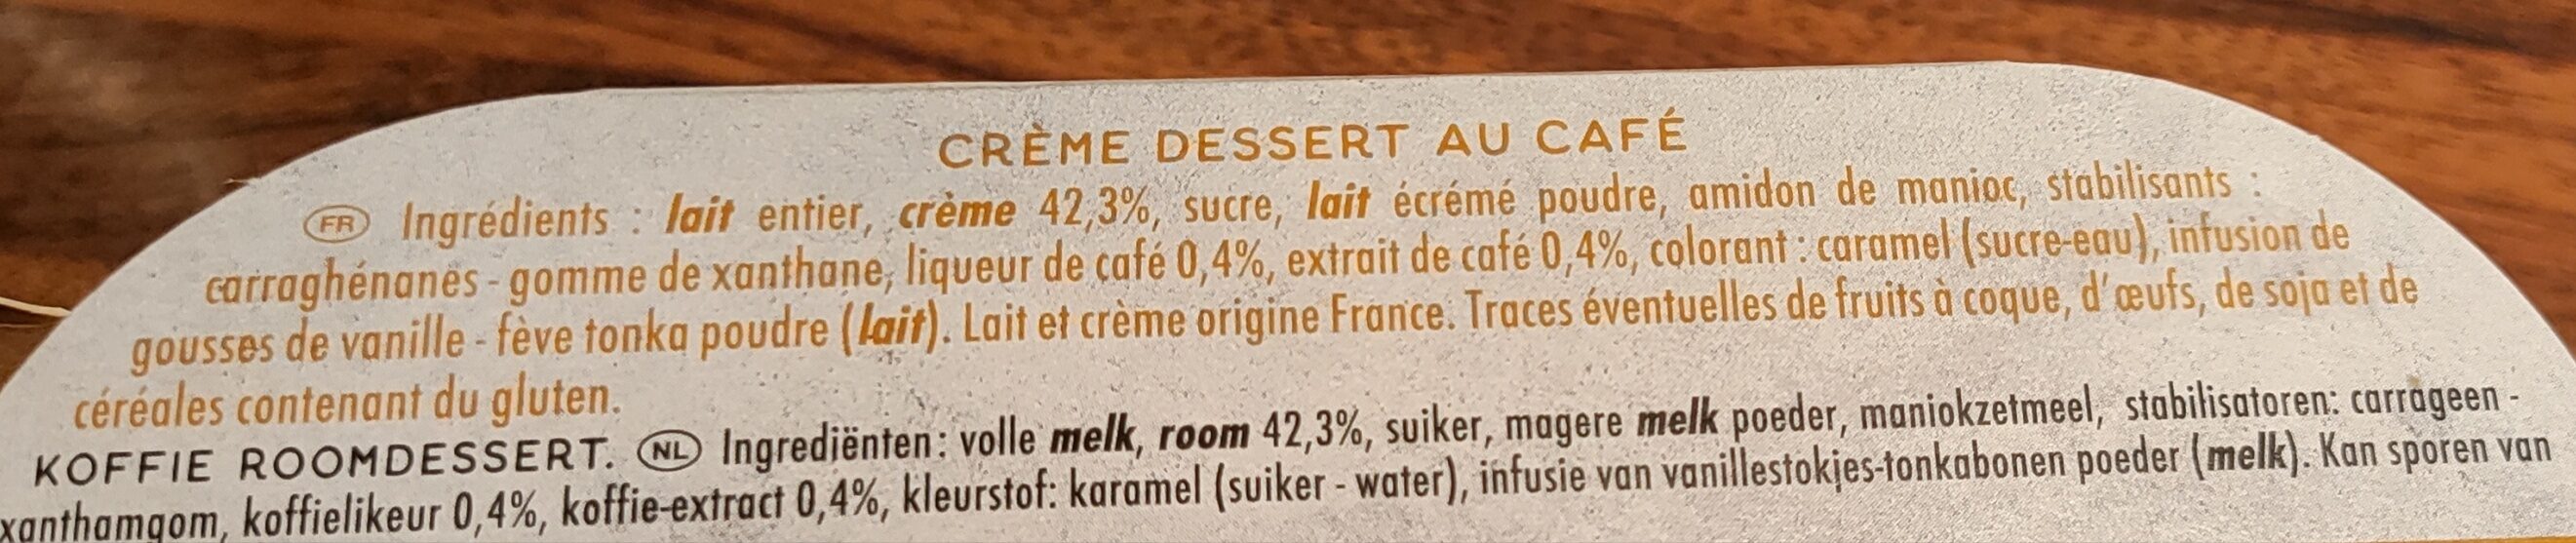 CRÈME DESSERT AU CAFÉ
FR Ingrédients : lait entier, crème 42,3%, sucre, lait écrémé poudre, amidon de manioc, stabilisants :
carraghénanes - gomme de xanthane, liqueur de café 0,4%, extrait de café 0,4%, colorant : caramel (sucre-eau), infusion de
gousses de vanille - fève tonka poudre (lait). Lait et crème origine France. Traces éventuelles de fruits à coque, d'œufs, de soja et de
céréales contenant du gluten.
KOFFIE ROOMDESSERT. NL Ingrediënten: volle melk, room 42,3%, suiker, magere melk poeder, maniokzetmeel, stabilisatoren: carrageen -
xanthamgom, koffielikeur 0,4%, koffie-extract 0,4%, kleurstof: karamel (suiker - water), infusie van vanillestokjes-tonkabonen poeder (melk). Kan sporen van